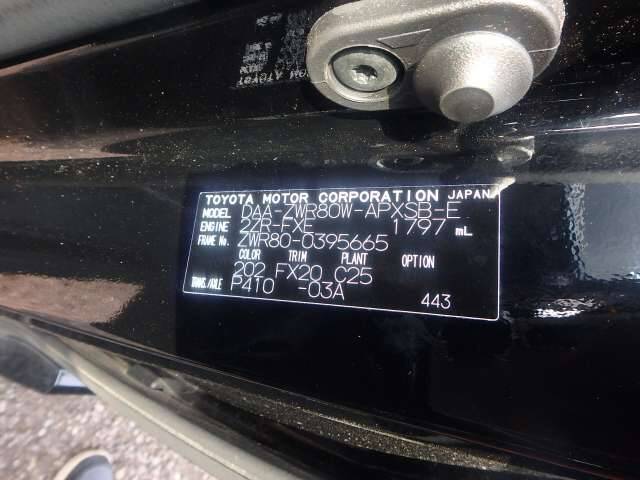 TOYOTA MOTOR CORPORATION JAPAN
MODEL DAA-ZWR80W-APXSB-E
ENGINE 2ZR-FXE 1797 mL
FRAME No. ZWR80-0395665
COLOR TRIM PLANT OPTION
202 FX20 C25
TRANS./AXLE P410 -03A 443